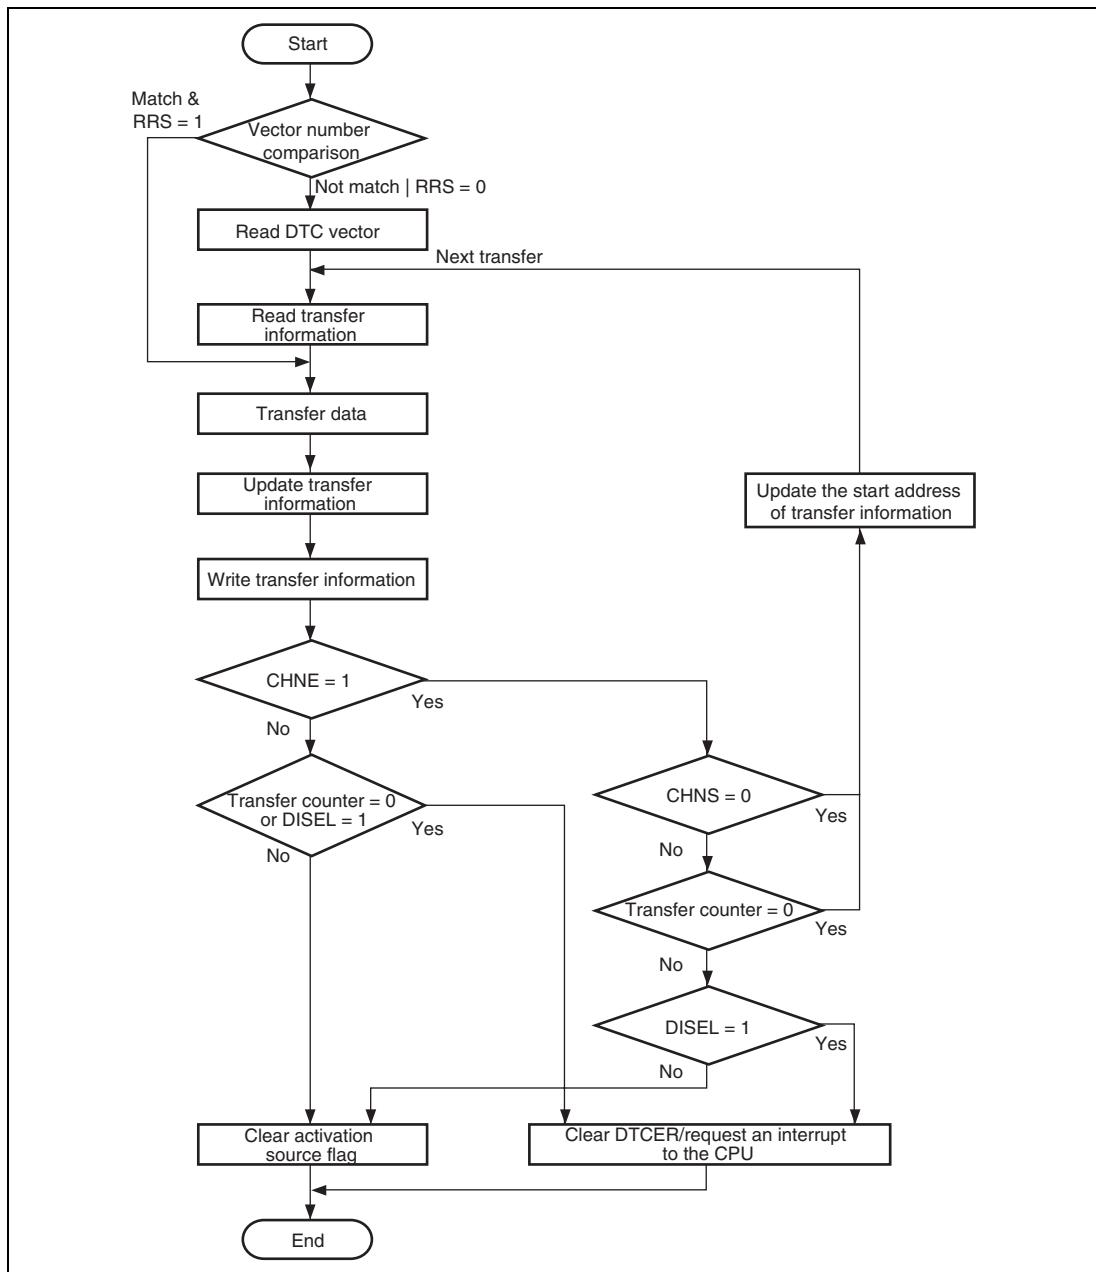 Start
Match &
RRS = 1
Vector number
comparison
Not match | RRS = 0
Read DTC vector
Next transfer
Read transfer
information
Transfer data
Update transfer
information
Update the start address
of transfer information
Write transfer information
CHNE = 1
Yes
No
Transfer counter = 0
or DISEL = 1
Yes
No
CHNS = 0
Yes
No
Transfer counter = 0
Yes
No
DISEL = 1
Yes
No
Clear activation
source flag
Clear DTCER/request an interrupt
to the CPU
End